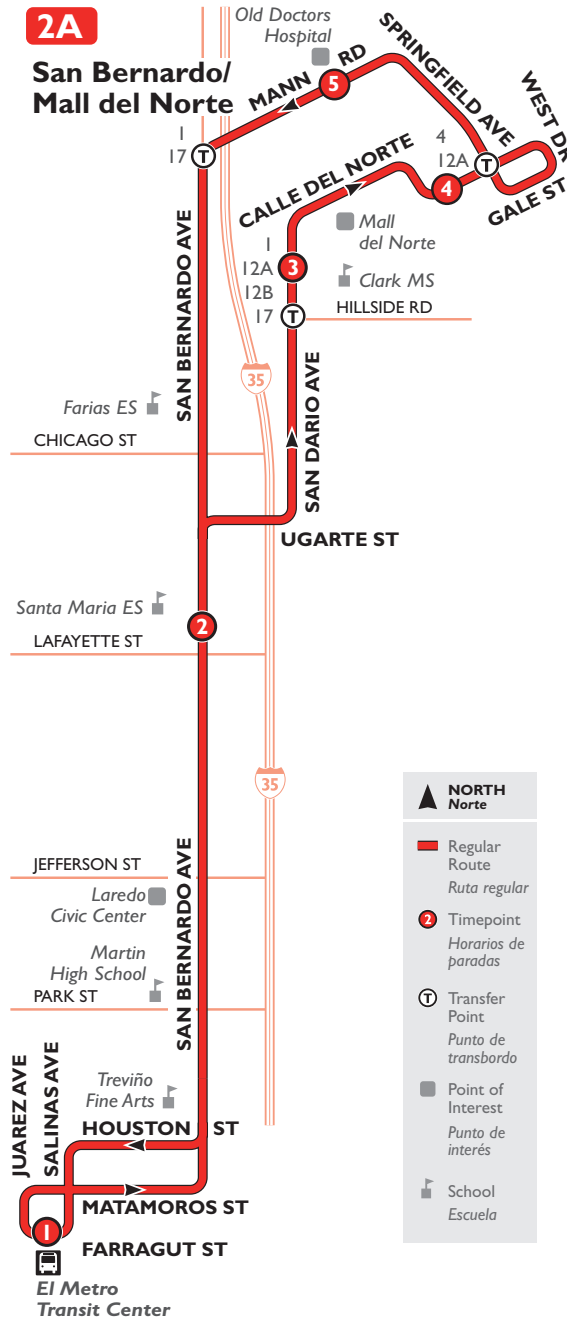 2A
San Bernardo/
Mall del Norte
Old Doctors
Hospital
MANN RD
5
SPRINGFIELD AVE
WEST DR
GALE ST
1
17
T
4
12A
T
4
CALLE DEL NORTE
Mall
del Norte
1
12A
12B
17
3
T
Clark MS
HILLSIDE RD
SAN BERNARDO AVE
35
SAN DARIO AVE
Farias ES
CHICAGO ST
UGARTE ST
Santa Maria ES
2
LAFAYETTE ST
35
JEFFERSON ST
Laredo
Civic Center
SAN BERNARDO AVE
Martin
High School
PARK ST
Treviño
Fine Arts
JUAREZ AVE
SALINAS AVE
HOUSTON ST
MATAMOROS ST
1
FARRAGUT ST
El Metro
Transit Center
NORTH
Norte
Regular
Route
Ruta regular
2
Timepoint
Horarios de
paradas
T
Transfer
Point
Punto de
transbordo
Point of
Interest
Punto de
interés
School
Escuela